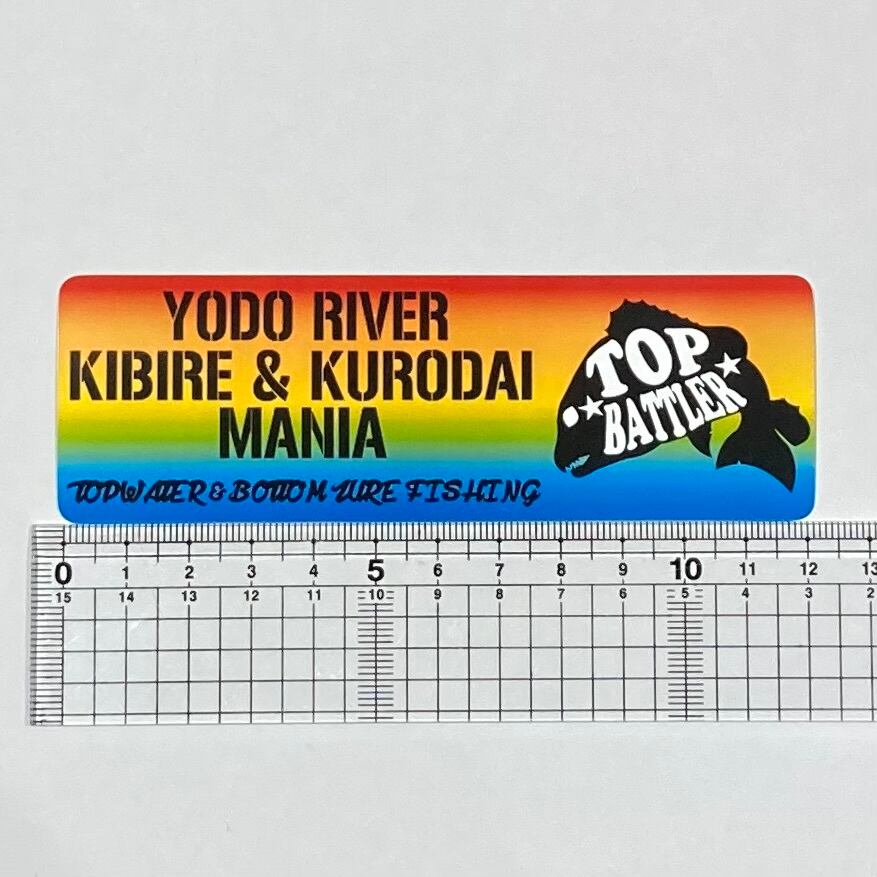 YODO RIVER
KIBIRE & KURODAI
MANIA
TOPWATER & BOTTOM LURE FISHING
TOP
BATTLER
0 1 2 3 4 5 6 7 8 9 10 11 12 13
15 14 13 12 11 10 9 8 7 6 5 4 3 2